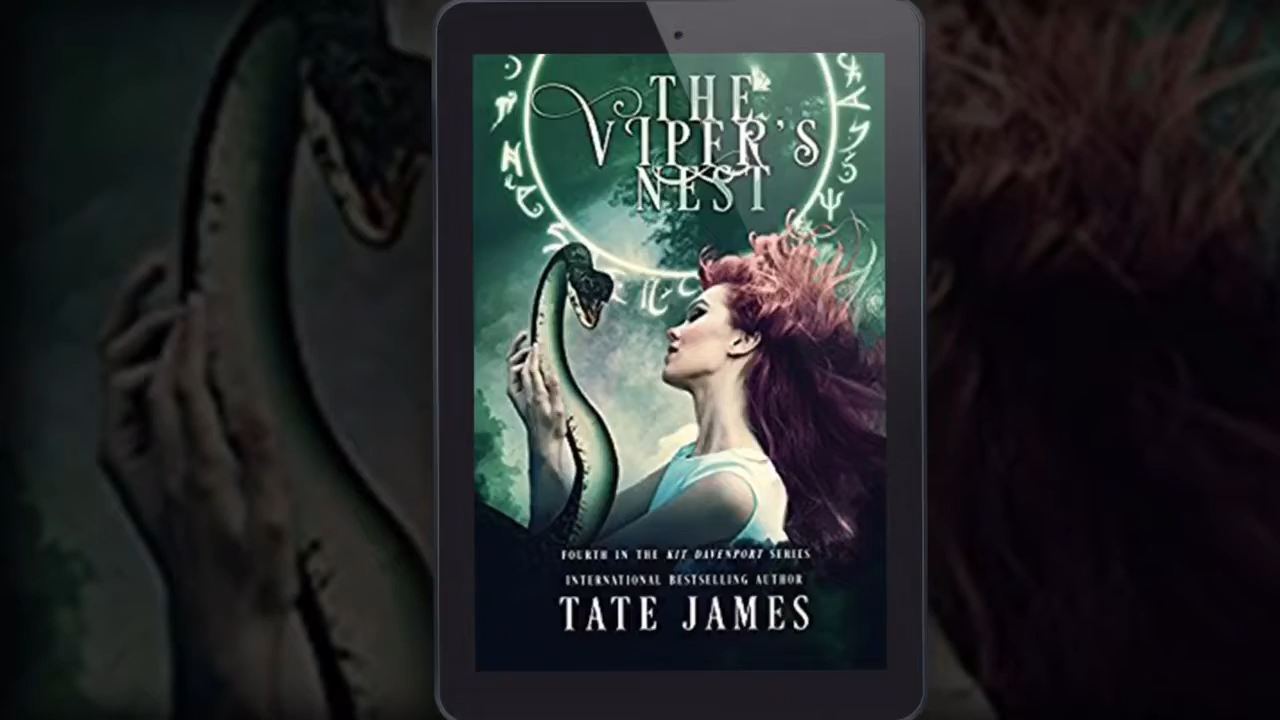 THE
VIPER'S
NEST
FOURTH IN THE KIT DAVENPORT SERIES
INTERNATIONAL BESTSELLING AUTHOR
TATE JAMES